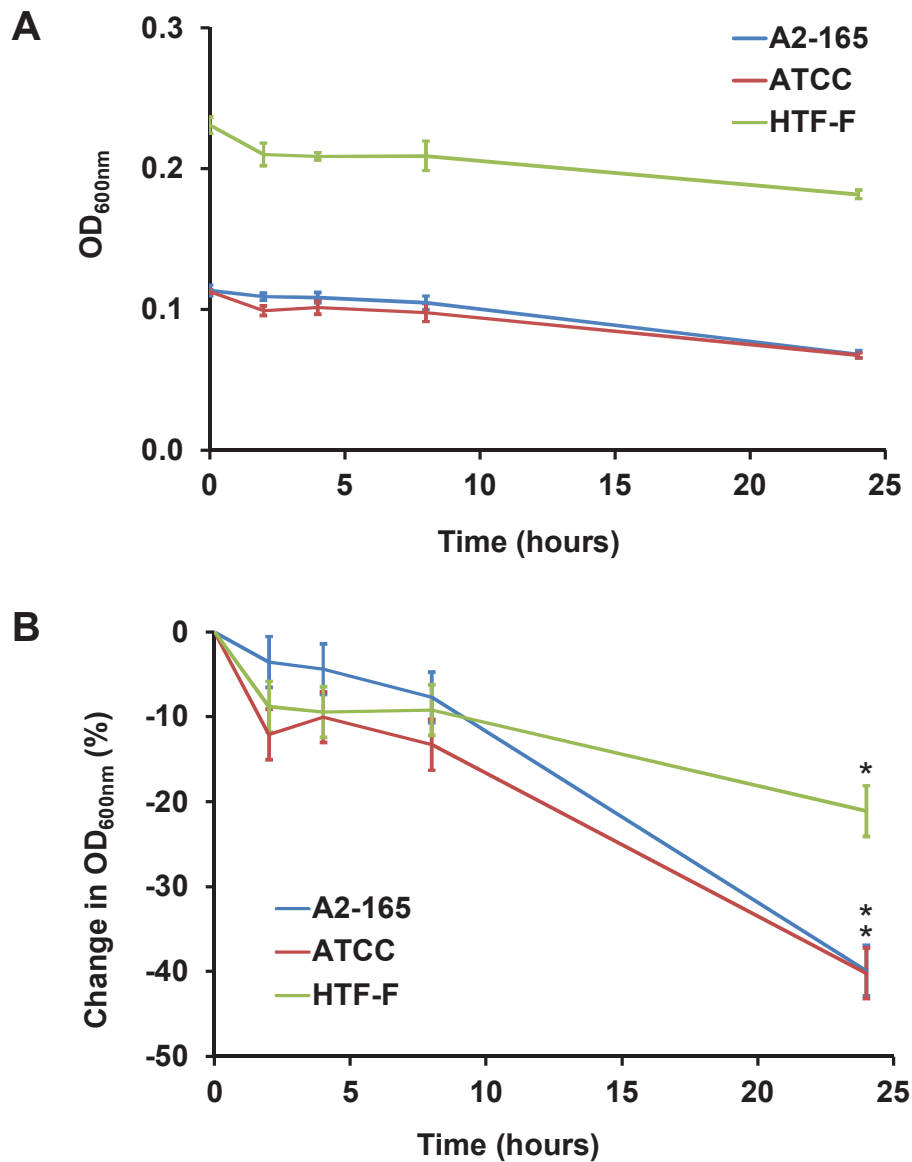 A
0.3
0.2
0.1
0.0
OD600nm
A2-165
ATCC
HTF-F
0 5 10 15 20 25
Time (hours)
B
0
-10
-20
-30
-40
-50
Change in OD600nm (%)
*
*
*
A2-165
ATCC
HTF-F
0 5 10 15 20 25
Time (hours)